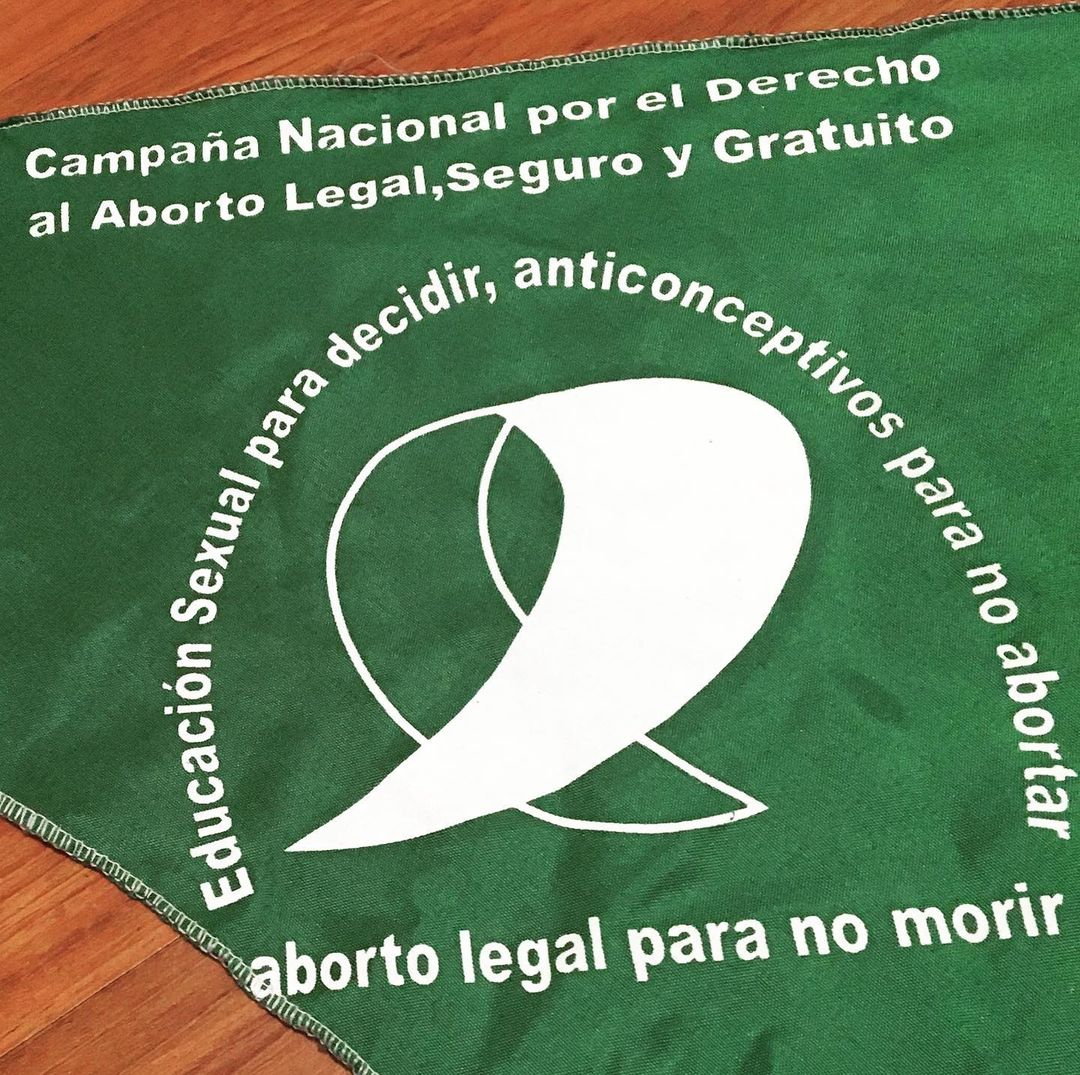 Campaña Nacional por el Derecho
al Aborto Legal,Seguro y Gratuito
Educación Sexual para decidir, anticonceptivos para no abortar
aborto legal para no morir